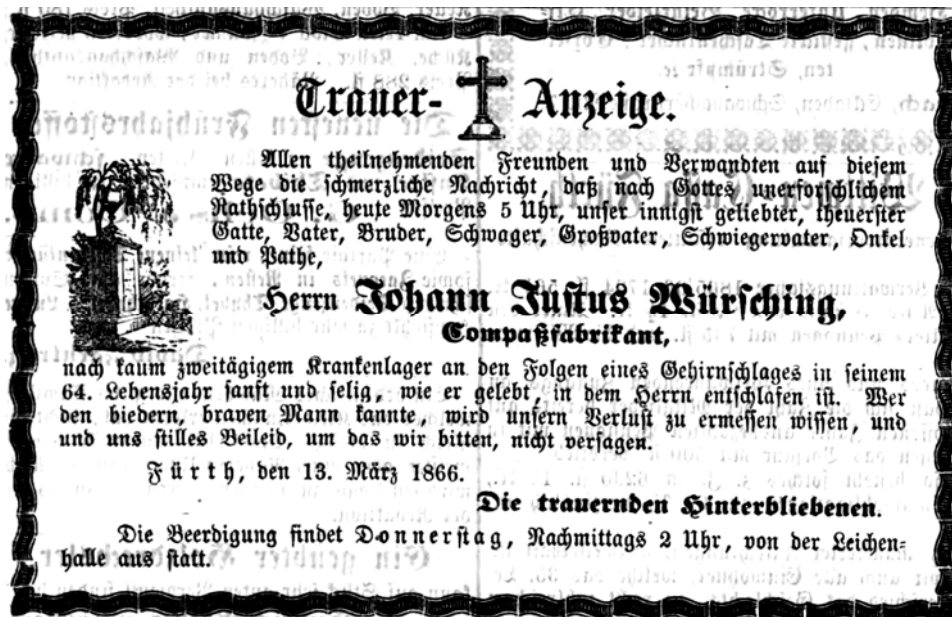 Trauer- Anzeige.
Allen theilnehmenden Freunden und Verwandten auf diesem
Wege die schmerzliche Nachricht, daß nach Gottes unerforschlichem
Rathschlusse, heute Morgens 5 Uhr, unser innigst geliebter, theuerster
Gatte, Vater, Bruder, Schwager, Großvater, Schwiegervater, Onkel
und Pathe,
Herrn Johann Justus Würsching,
Compaßfabrikant,
nach kaum zweitägigem Krankenlager an den Folgen eines Gehirnschlages in seinem
64. Lebensjahr sanft und selig, wie er gelebt, in dem Herrn entschlafen ist. Wer
den biedern, braven Mann kannte, wird unsern Verlust zu ermessen wissen, und
und uns stilles Beileid, um das wir bitten, nicht versagen.
Fürth, den 13. März 1866.
Die trauernden Hinterbliebenen.
Die Beerdigung findet Donnerstag, Nachmittags 2 Uhr, von der Leichen-
halle aus statt.